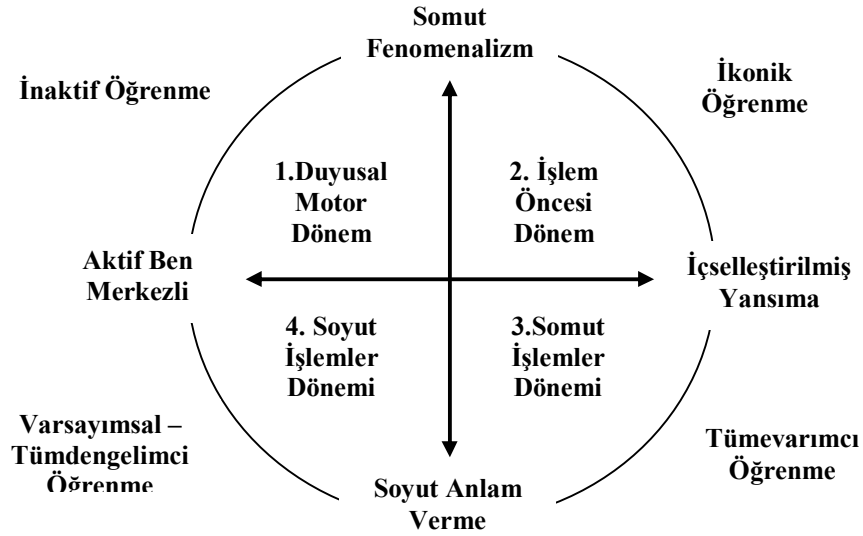 Somut
Fenomenalizm
İnaktif Öğrenme
İkonik
Öğrenme
1.Duyusal
Motor
Dönem
2. İşlem
Öncesi
Dönem
Aktif Ben
Merkezli
İçselleştirilmiş
Yansıma
4. Soyut
İşlemler
Dönemi
3.Somut
İşlemler
Dönemi
Varsayımsal –
Tümdengelimci
Öğrenme
Tümevarımcı
Öğrenme
Soyut Anlam
Verme